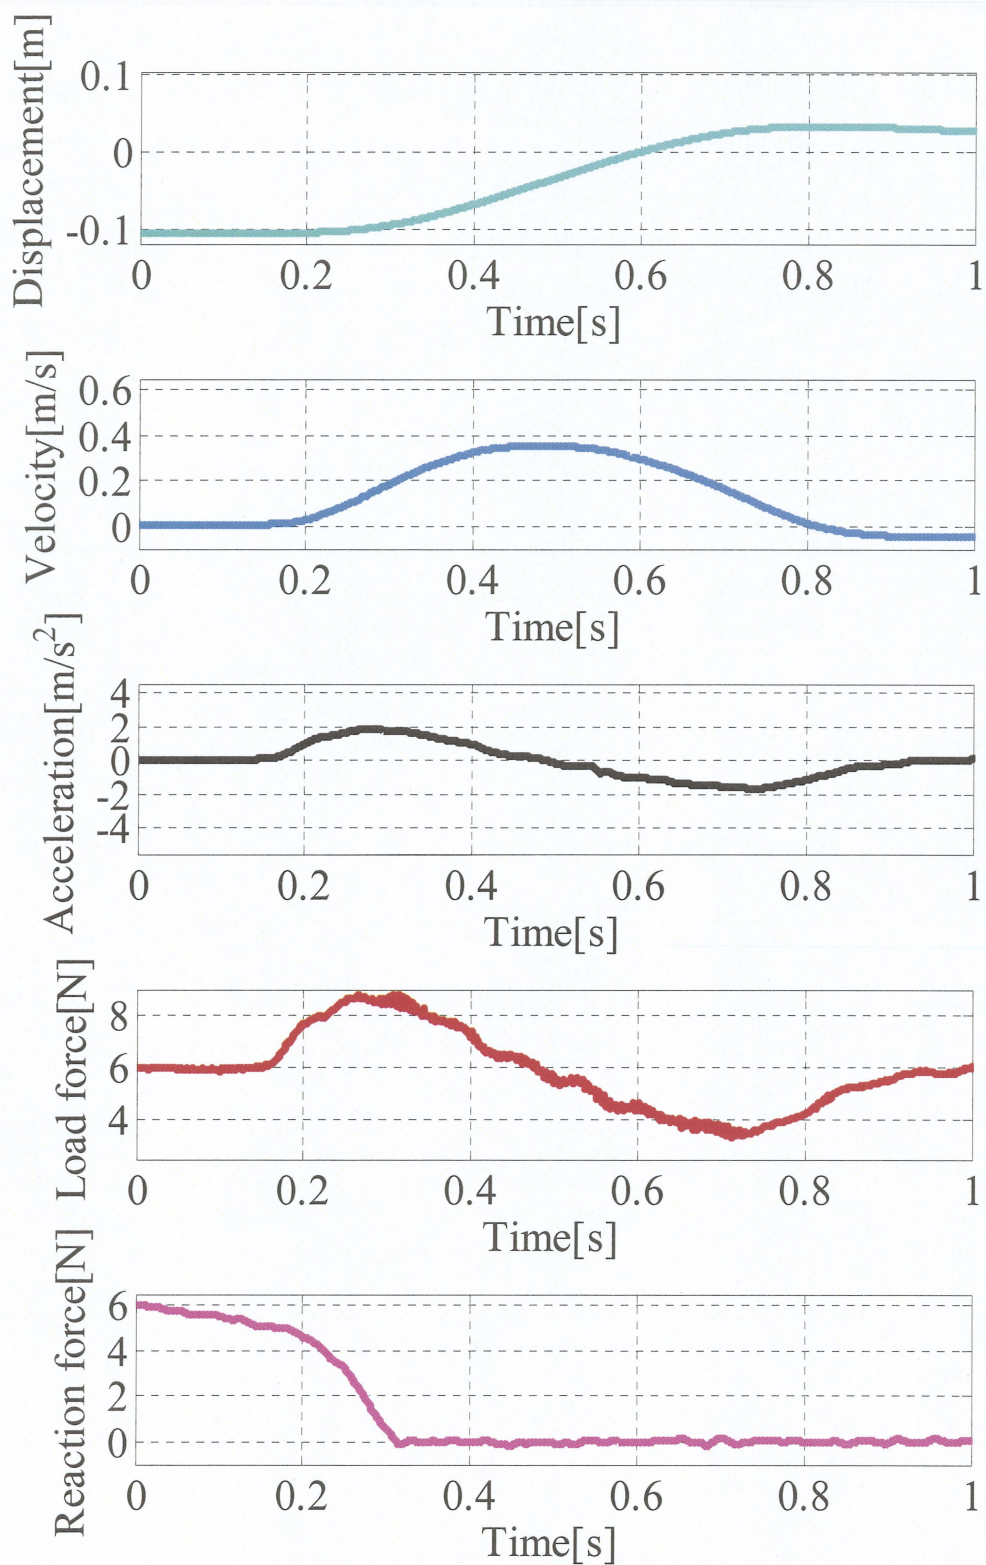 Displacement[m]
0.1
0
-0.1
0 0.2 0.4 0.6 0.8 1
Time[s]
Velocity[m/s]
0.6
0.4
0.2
0
0 0.2 0.4 0.6 0.8 1
Time[s]
Acceleration[m/s²]
4
2
0
-2
-4
0 0.2 0.4 0.6 0.8 1
Time[s]
Load force[N]
8
6
4
0 0.2 0.4 0.6 0.8 1
Time[s]
Reaction force[N]
6
4
2
0
0 0.2 0.4 0.6 0.8 1
Time[s]